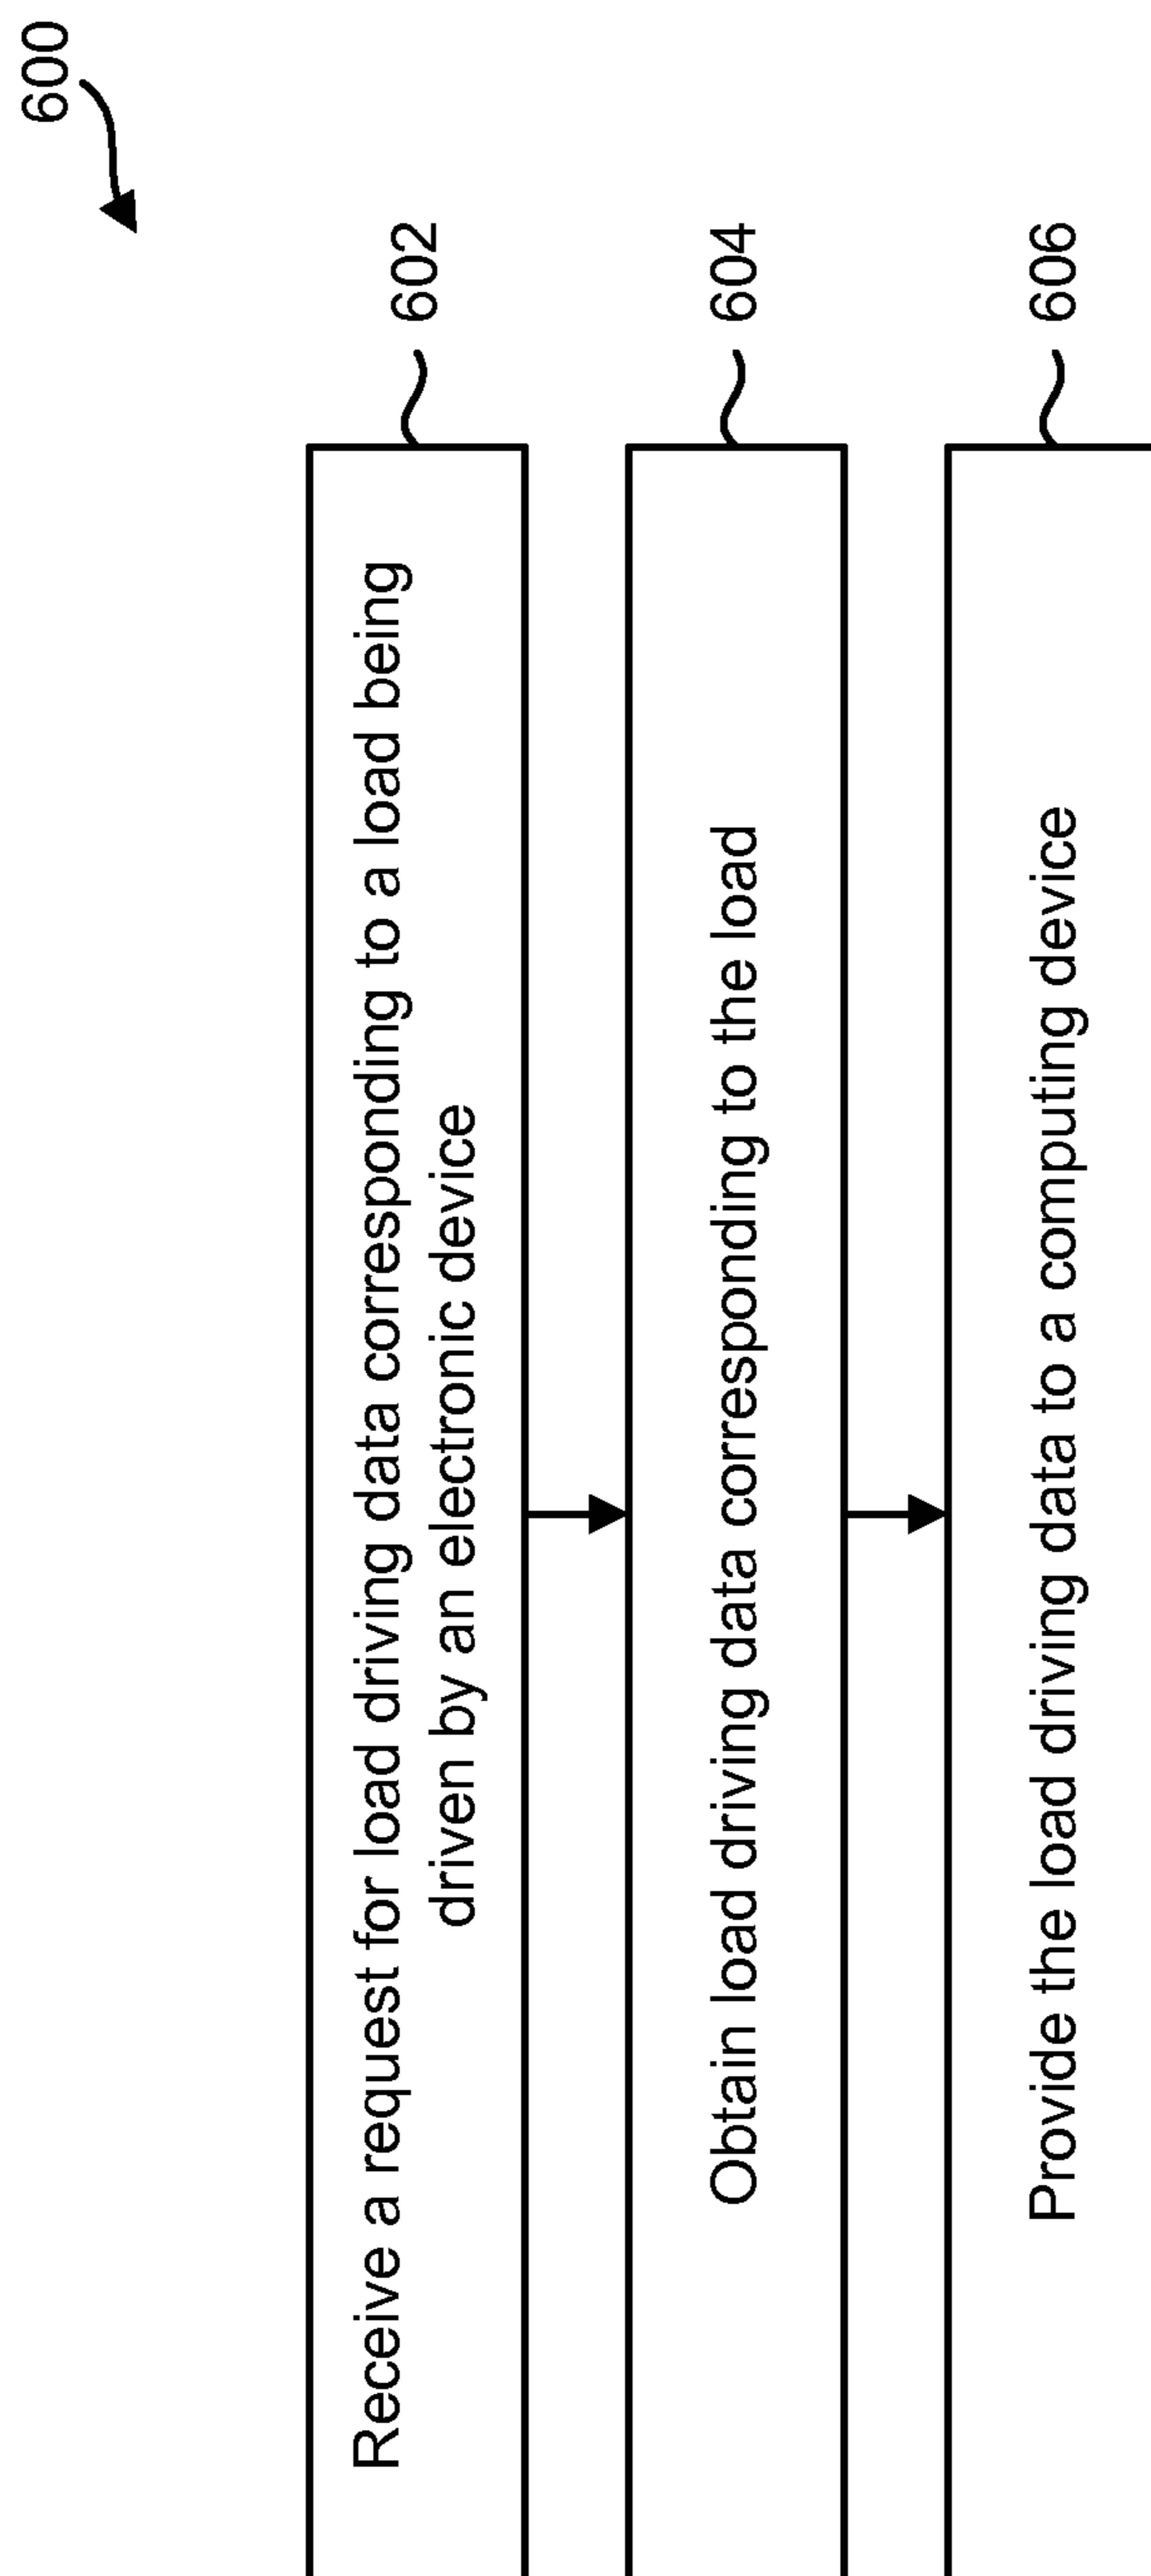 600
602
Receive a request for load driving data corresponding to a load being
driven by an electronic device
604
Obtain load driving data corresponding to the load
606
Provide the load driving data to a computing device